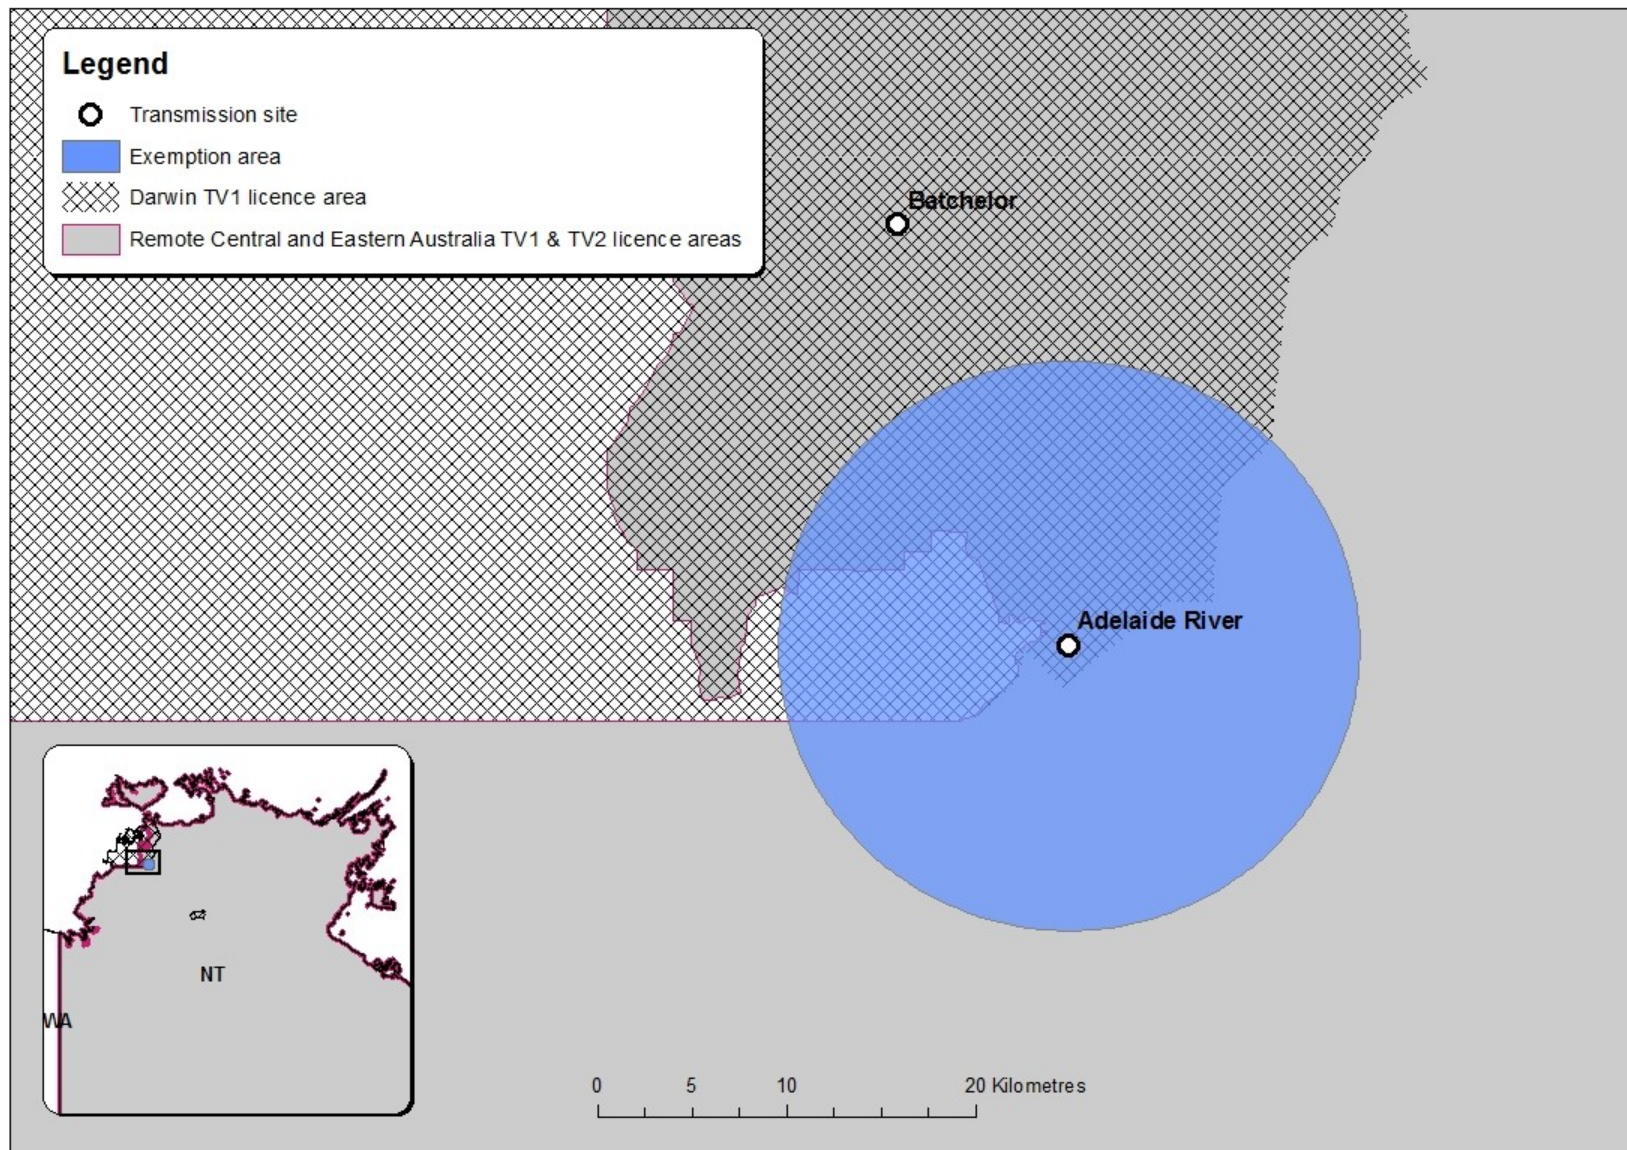 Legend
Transmission site
Exemption area
Darwin TV1 licence area
Remote Central and Eastern Australia TV1 & TV2 licence areas
Batchelor
Adelaide River
NT
WA
0 5 10 20 Kilometres